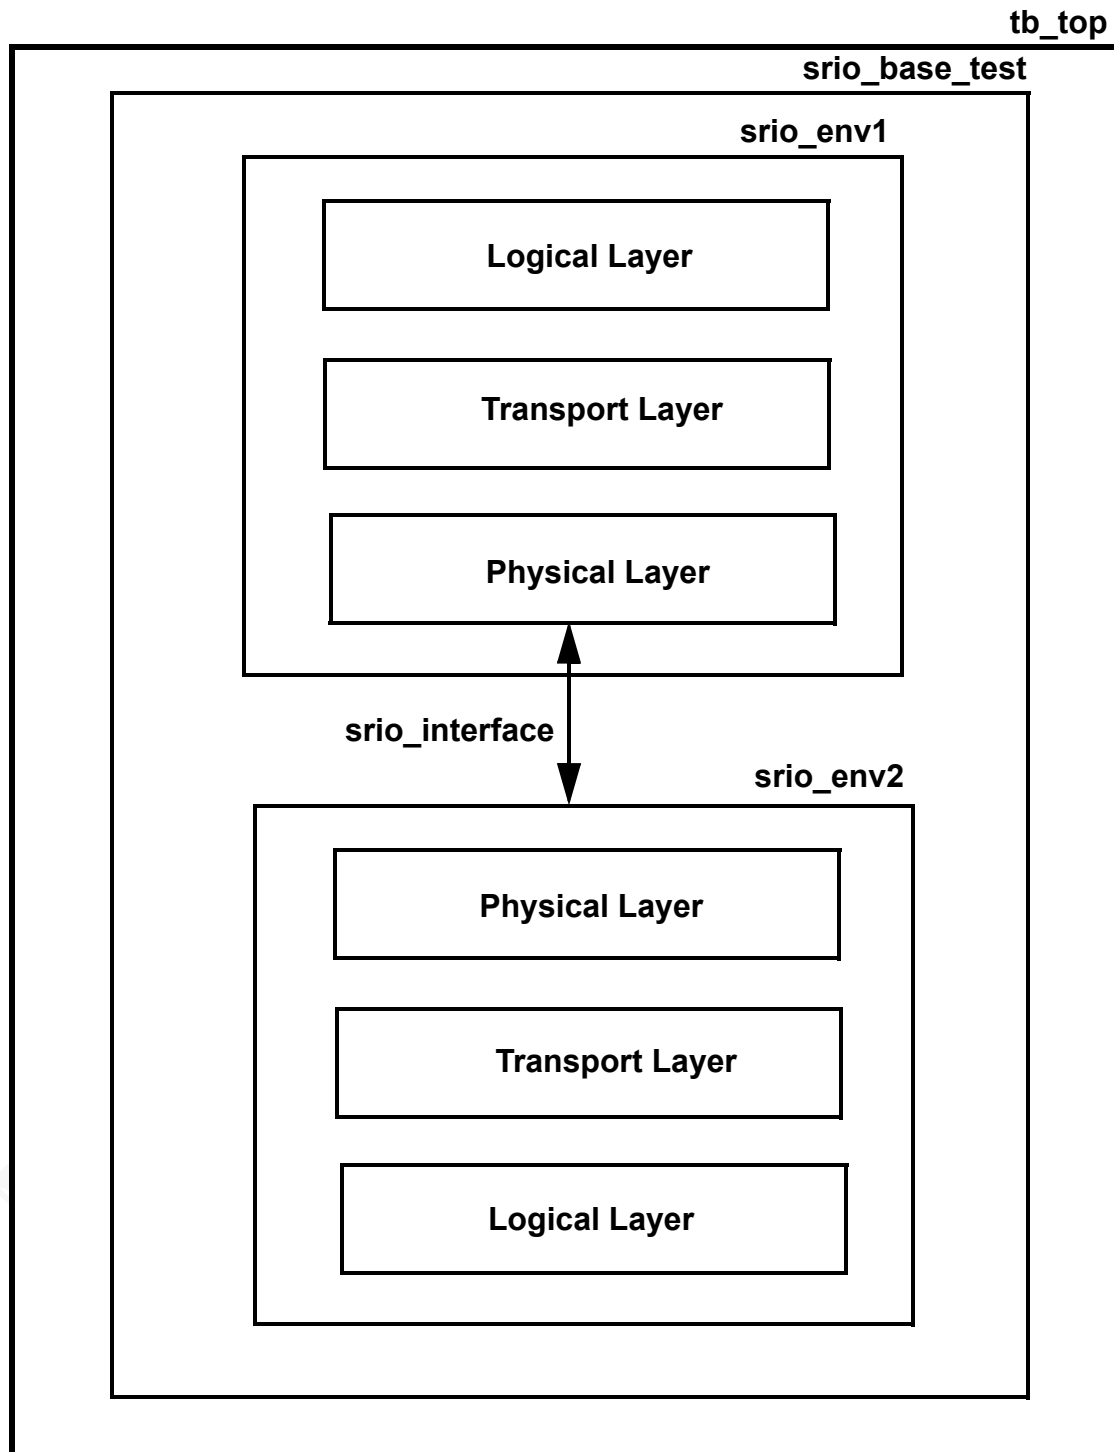 tb_top
srio_base_test
srio_env1
Logical Layer
Transport Layer
Physical Layer
srio_interface
srio_env2
Physical Layer
Transport Layer
Logical Layer